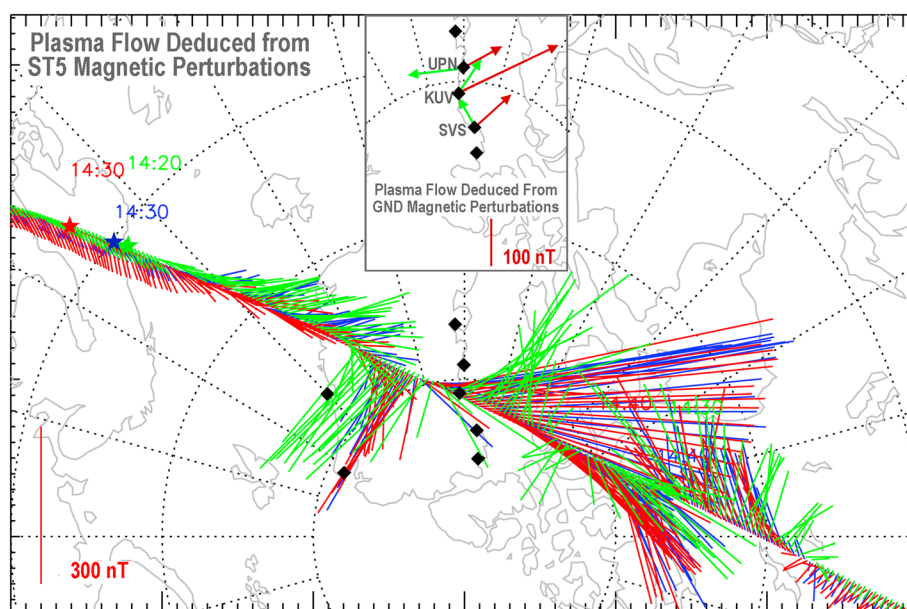 Plasma Flow Deduced from
ST5 Magnetic Perturbations
UPN
KUV
SVS
Plasma Flow Deduced From
GND Magnetic Perturbations
100 nT
14:30
14:20
14:30
300 nT